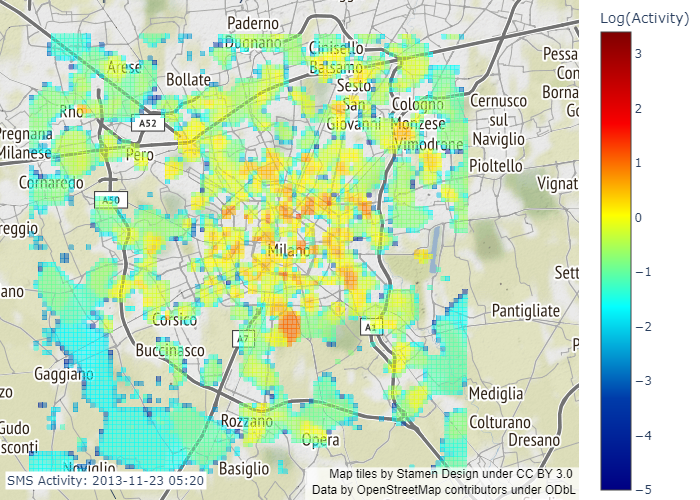 Log(Activity)
3
2
1
0
−1
−2
−3
−4
−5
Paderno
Dugnano
Cinisello
Balsamo
Sesto
San
Giovanni
Arese
Bollate
Rho
A52
Pregnana
Milanese
Pero
Cornaredo
A50
reggio
Cologno
Monzese
Vimodrone
Cernusco
sul
Naviglio
Pioltello
Pessa
Con
Borna
Go
Vignat
Milano
ano
Corsico
A7
A1
Buccinasco
Gaggiano
Sett
Pantigliate
P
zo
Gudo
sconti
Rozzano
Opera
Mediglia
Colturano
Dresano
Noviglio
Basiglio
SMS Activity: 2013-11-23 05:20
Map tiles by Stamen Design under CC BY 3.0
Data by OpenStreetMap contributors under ODbL